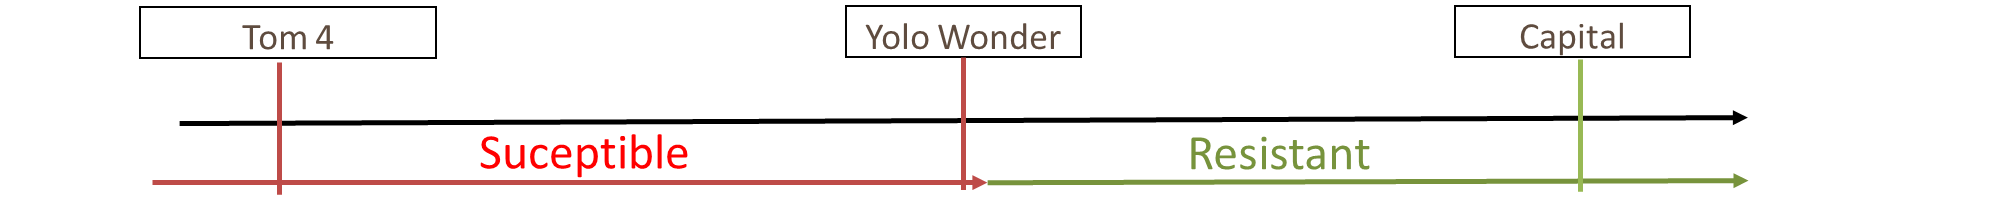 Tom 4
Yolo Wonder
Capital
Suceptible
Resistant